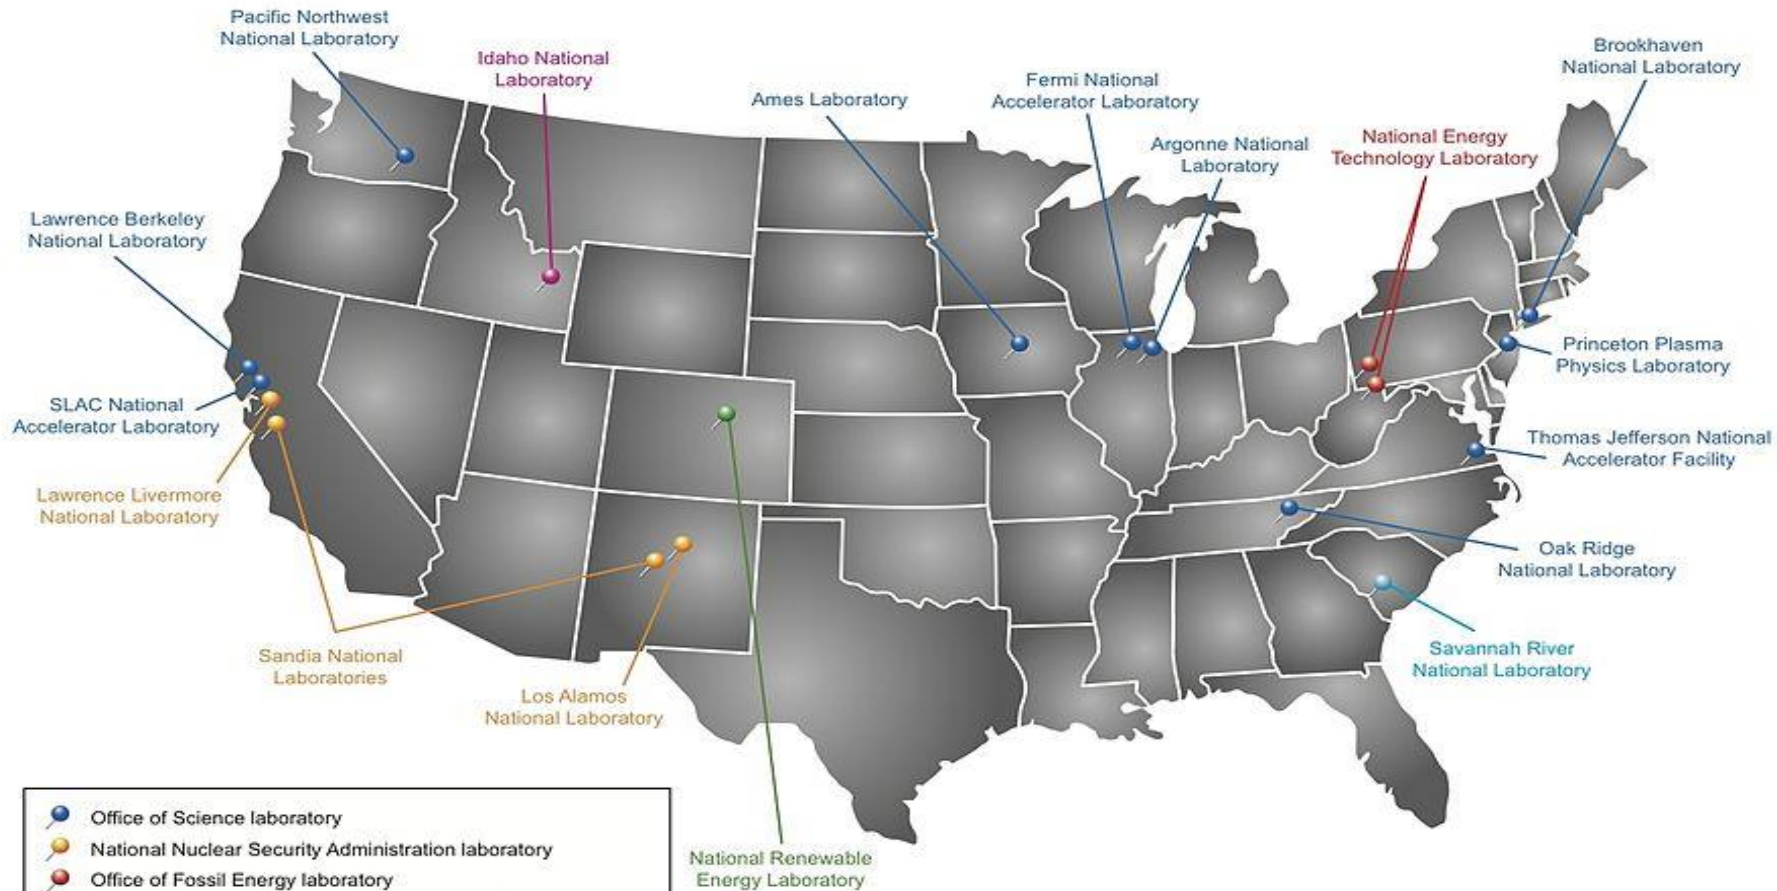 Pacific Northwest
National Laboratory
Idaho National
Laboratory
Ames Laboratory
Fermi National
Accelerator Laboratory
Argonne National
Laboratory
National Energy
Technology Laboratory
Brookhaven
National Laboratory
Lawrence Berkeley
National Laboratory
SLAC National
Accelerator Laboratory
Lawrence Livermore
National Laboratory
Sandia National
Laboratories
Los Alamos
National Laboratory
National Renewable
Energy Laboratory
Princeton Plasma
Physics Laboratory
Thomas Jefferson National
Accelerator Facility
Oak Ridge
National Laboratory
Savannah River
National Laboratory
Office of Science laboratory
National Nuclear Security Administration laboratory
Office of Fossil Energy laboratory